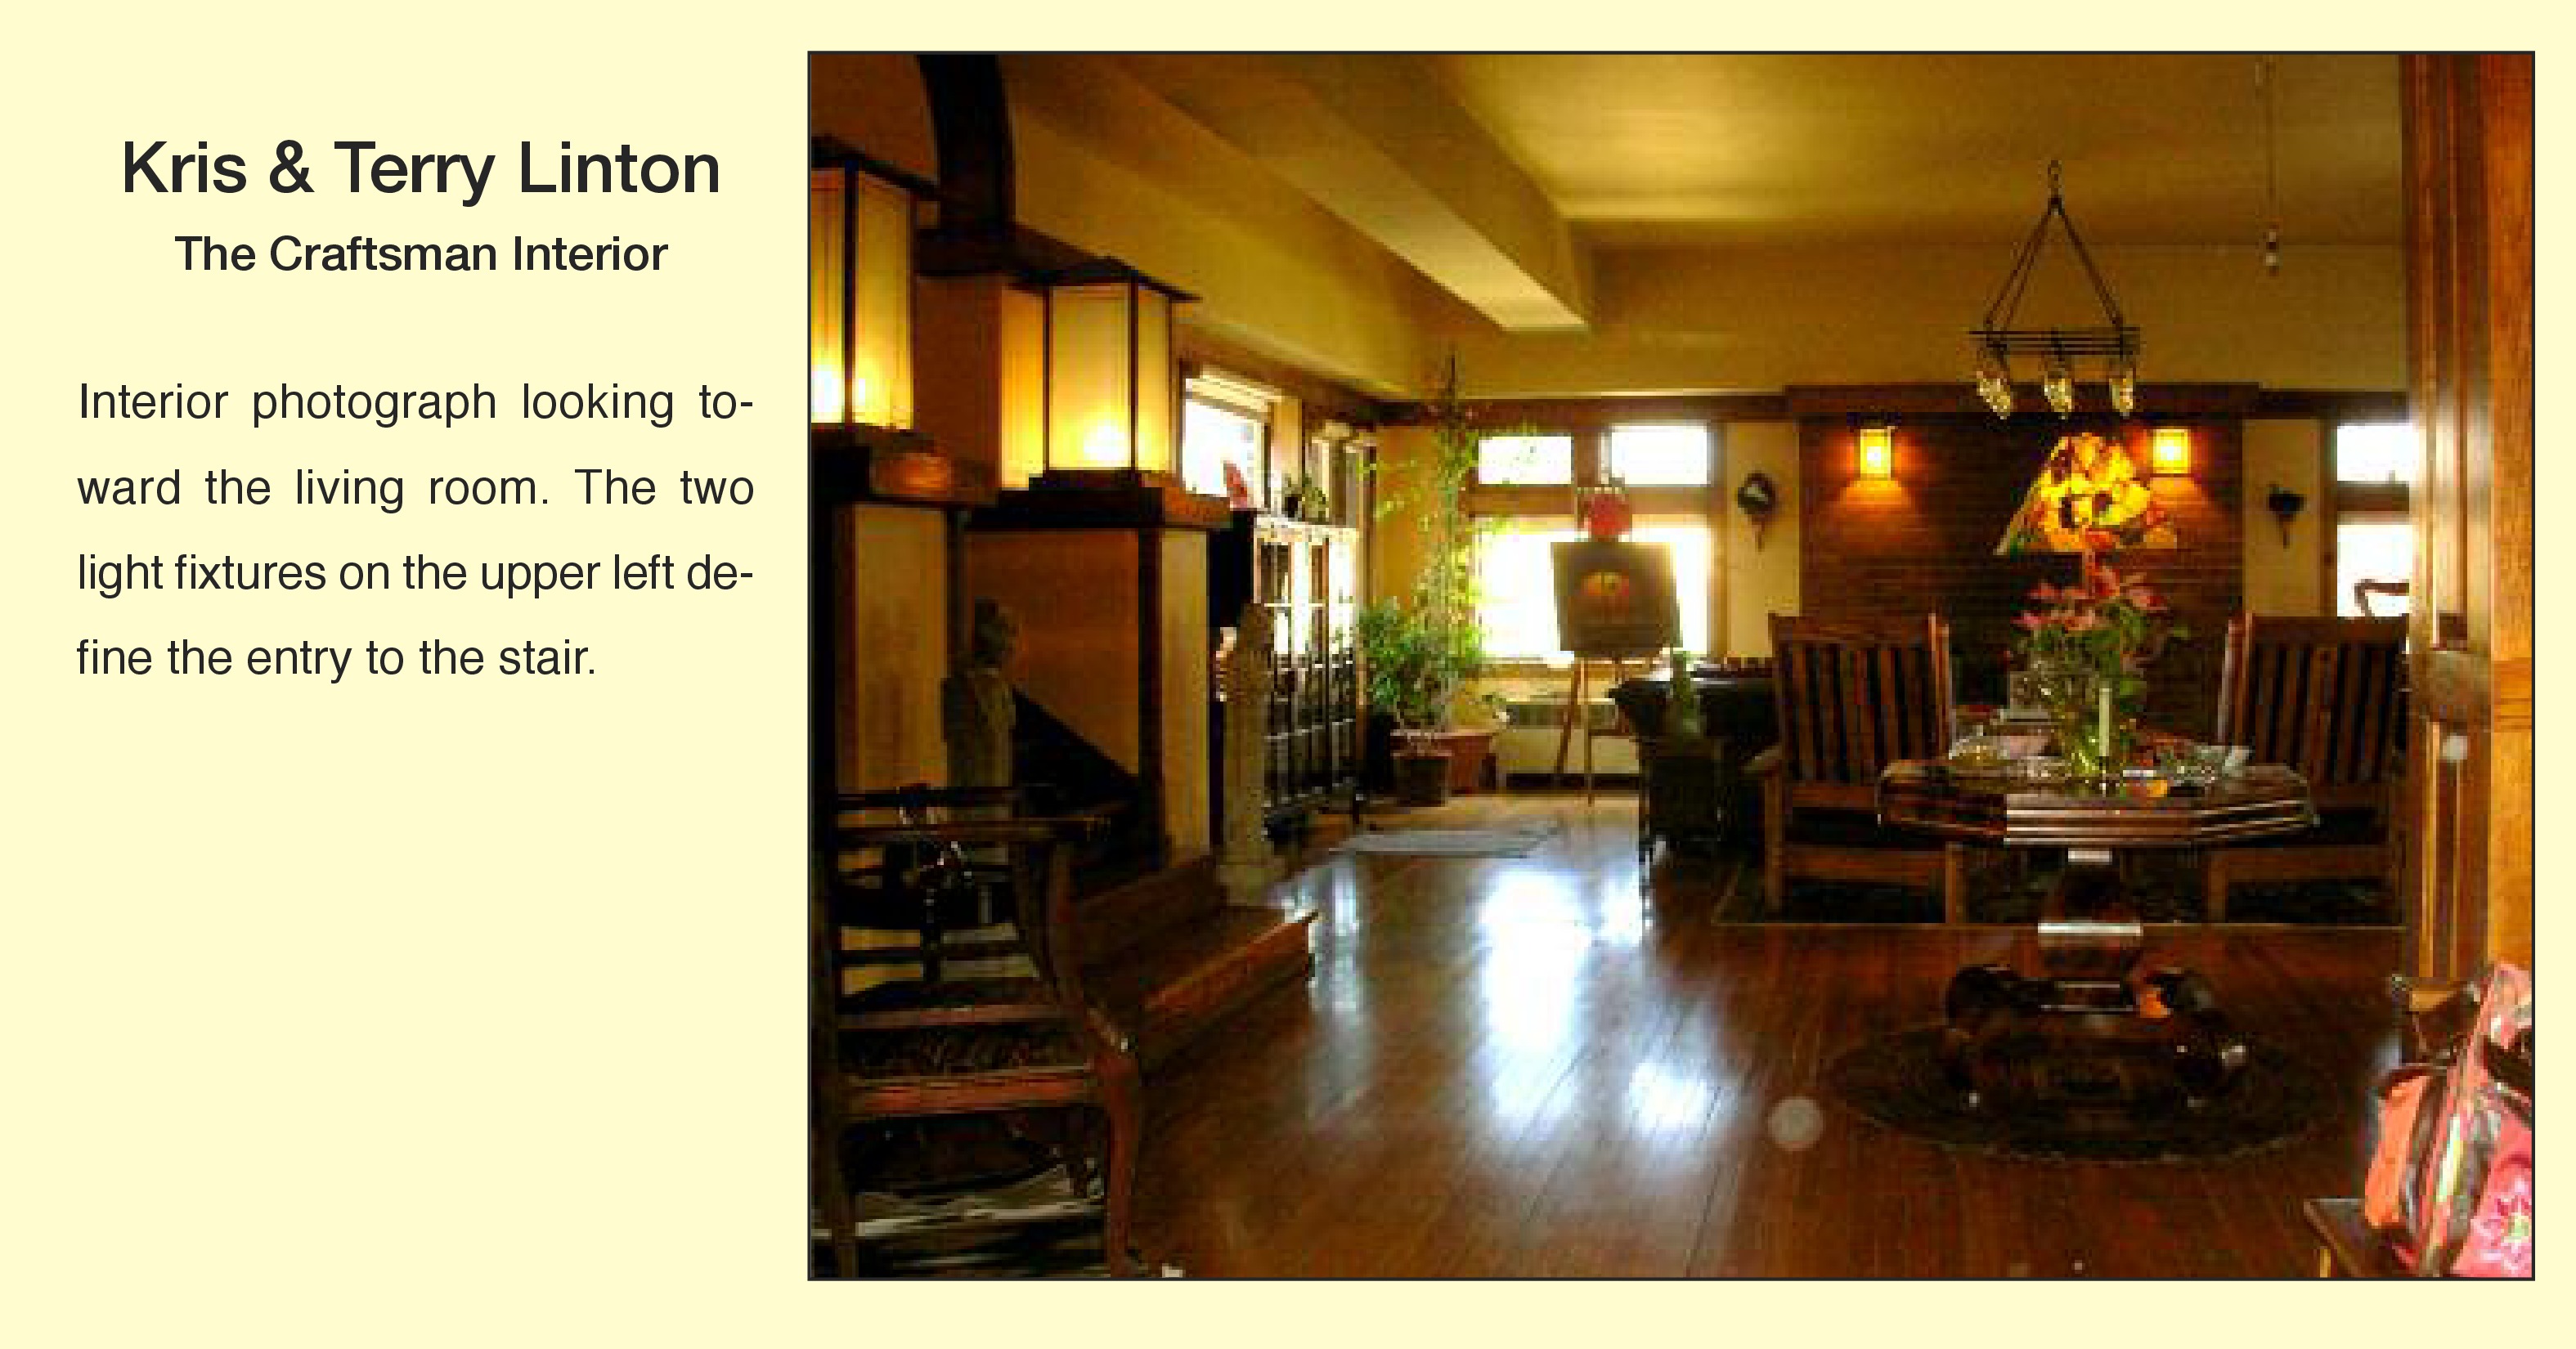 Kris & Terry Linton
The Craftsman Interior
Interior photograph looking to-
ward the living room. The two
light fixtures on the upper left de-
fine the entry to the stair.